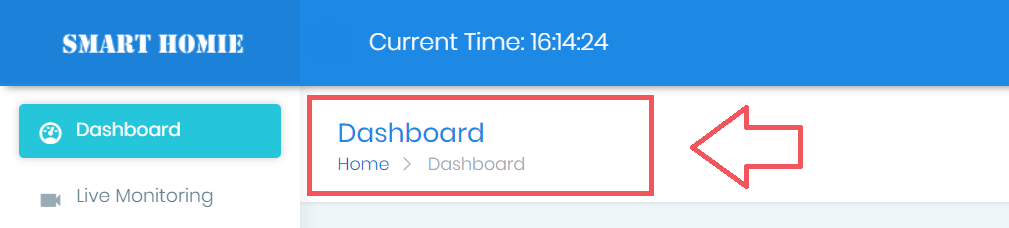 SMART HOMIE
Current Time: 16:14:24
Dashboard
Live Monitoring
Dashboard
Home > Dashboard